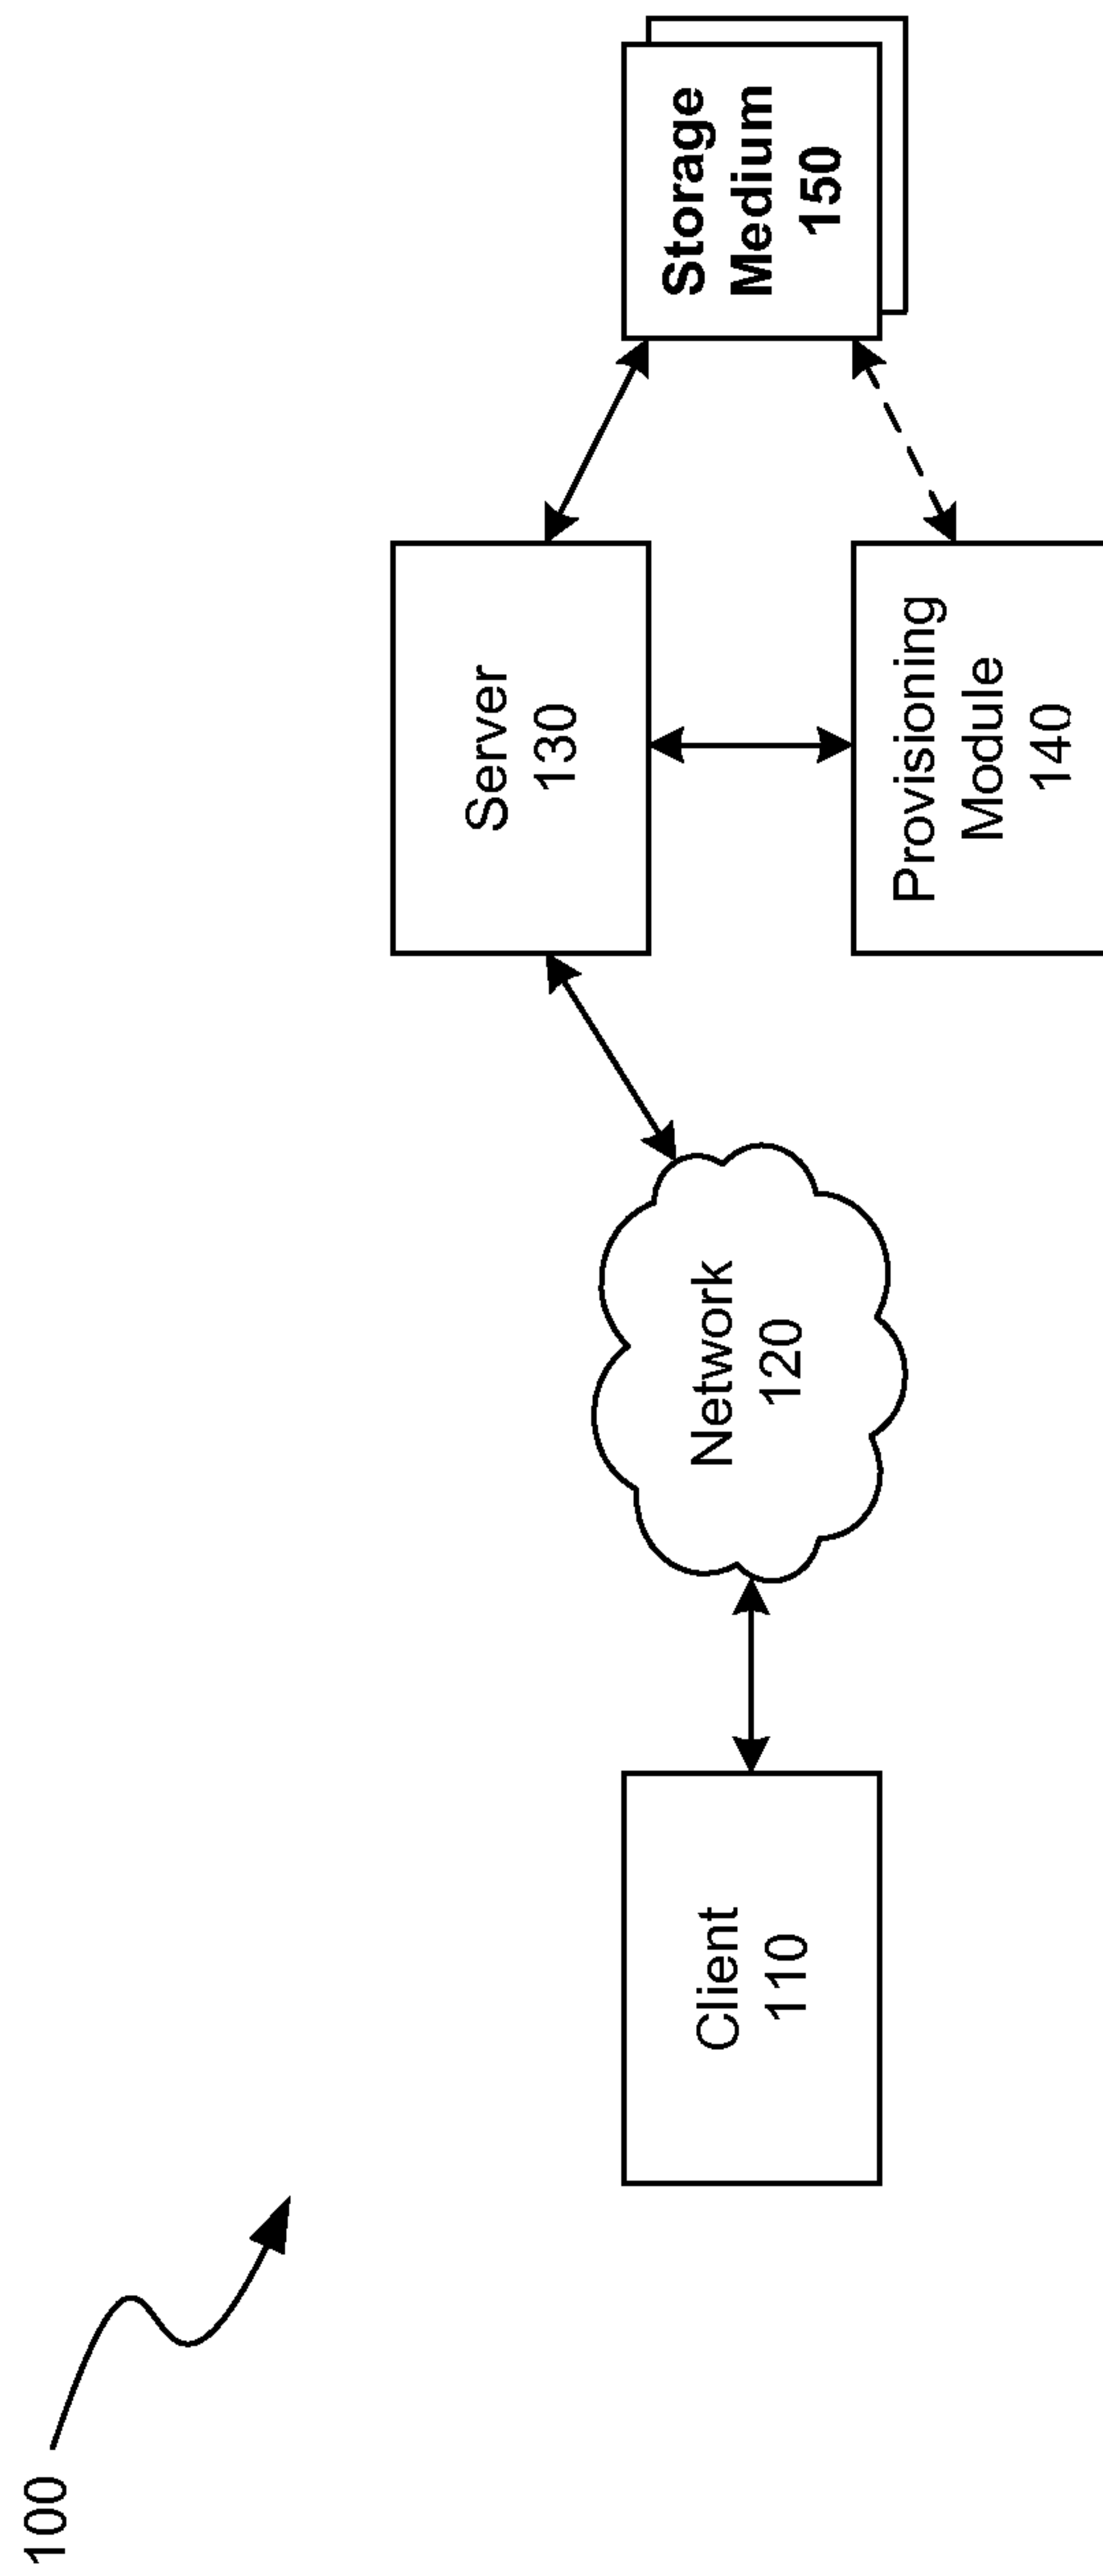 100
Client
110
Network
120
Server
130
Provisioning
Module
140
Storage
Medium
150